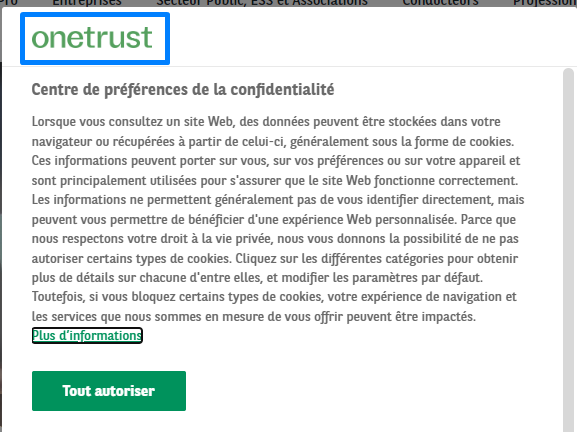 Pro Entreprises Secteur Public, ESS et Associations Conducteurs Profession
onetrust
Centre de préférences de la confidentialité
Lorsque vous consultez un site Web, des données peuvent être stockées dans votre
navigateur ou récupérées à partir de celui-ci, généralement sous la forme de cookies.
Ces informations peuvent porter sur vous, sur vos préférences ou sur votre appareil et
sont principalement utilisées pour s'assurer que le site Web fonctionne correctement.
Les informations ne permettent généralement pas de vous identifier directement, mais
peuvent vous permettre de bénéficier d'une expérience Web personnalisée. Parce que
nous respectons votre droit à la vie privée, nous vous donnons la possibilité de ne pas
autoriser certains types de cookies. Cliquez sur les différentes catégories pour obtenir
plus de détails sur chacune d'entre elles, et modifier les paramètres par défaut.
Toutefois, si vous bloquez certains types de cookies, votre expérience de navigation et
les services que nous sommes en mesure de vous offrir peuvent être impactés.
Plus d'informations
Tout autoriser